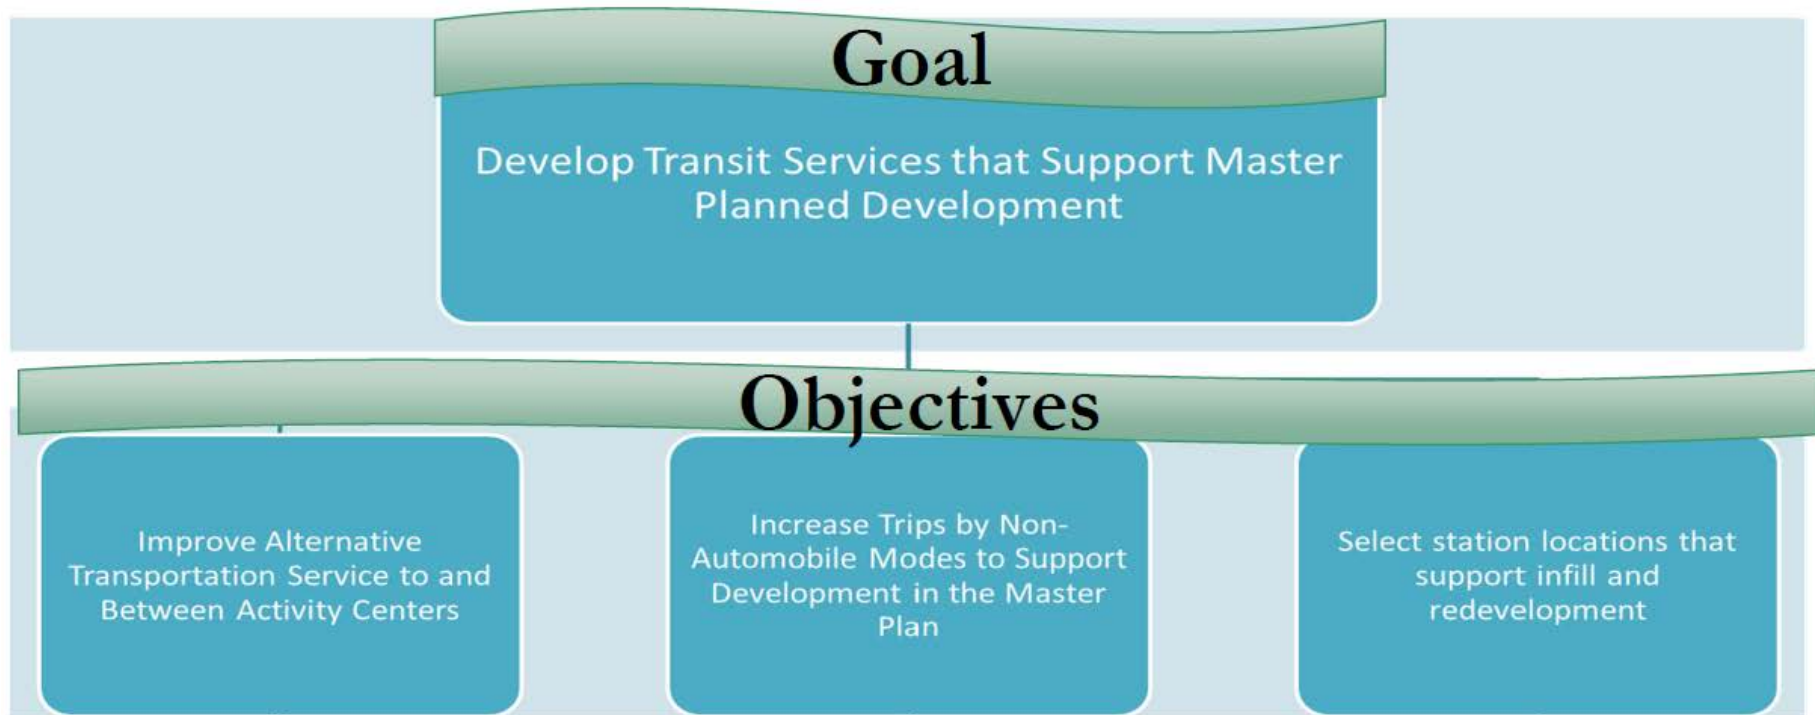 Goal
Develop Transit Services that Support Master
Planned Development
Objectives
Improve Alternative
Transportation Service to and
Between Activity Centers
Increase Trips by Non-
Automobile Modes to Support
Development in the Master
Plan
Select station locations that
support infill and
redevelopment